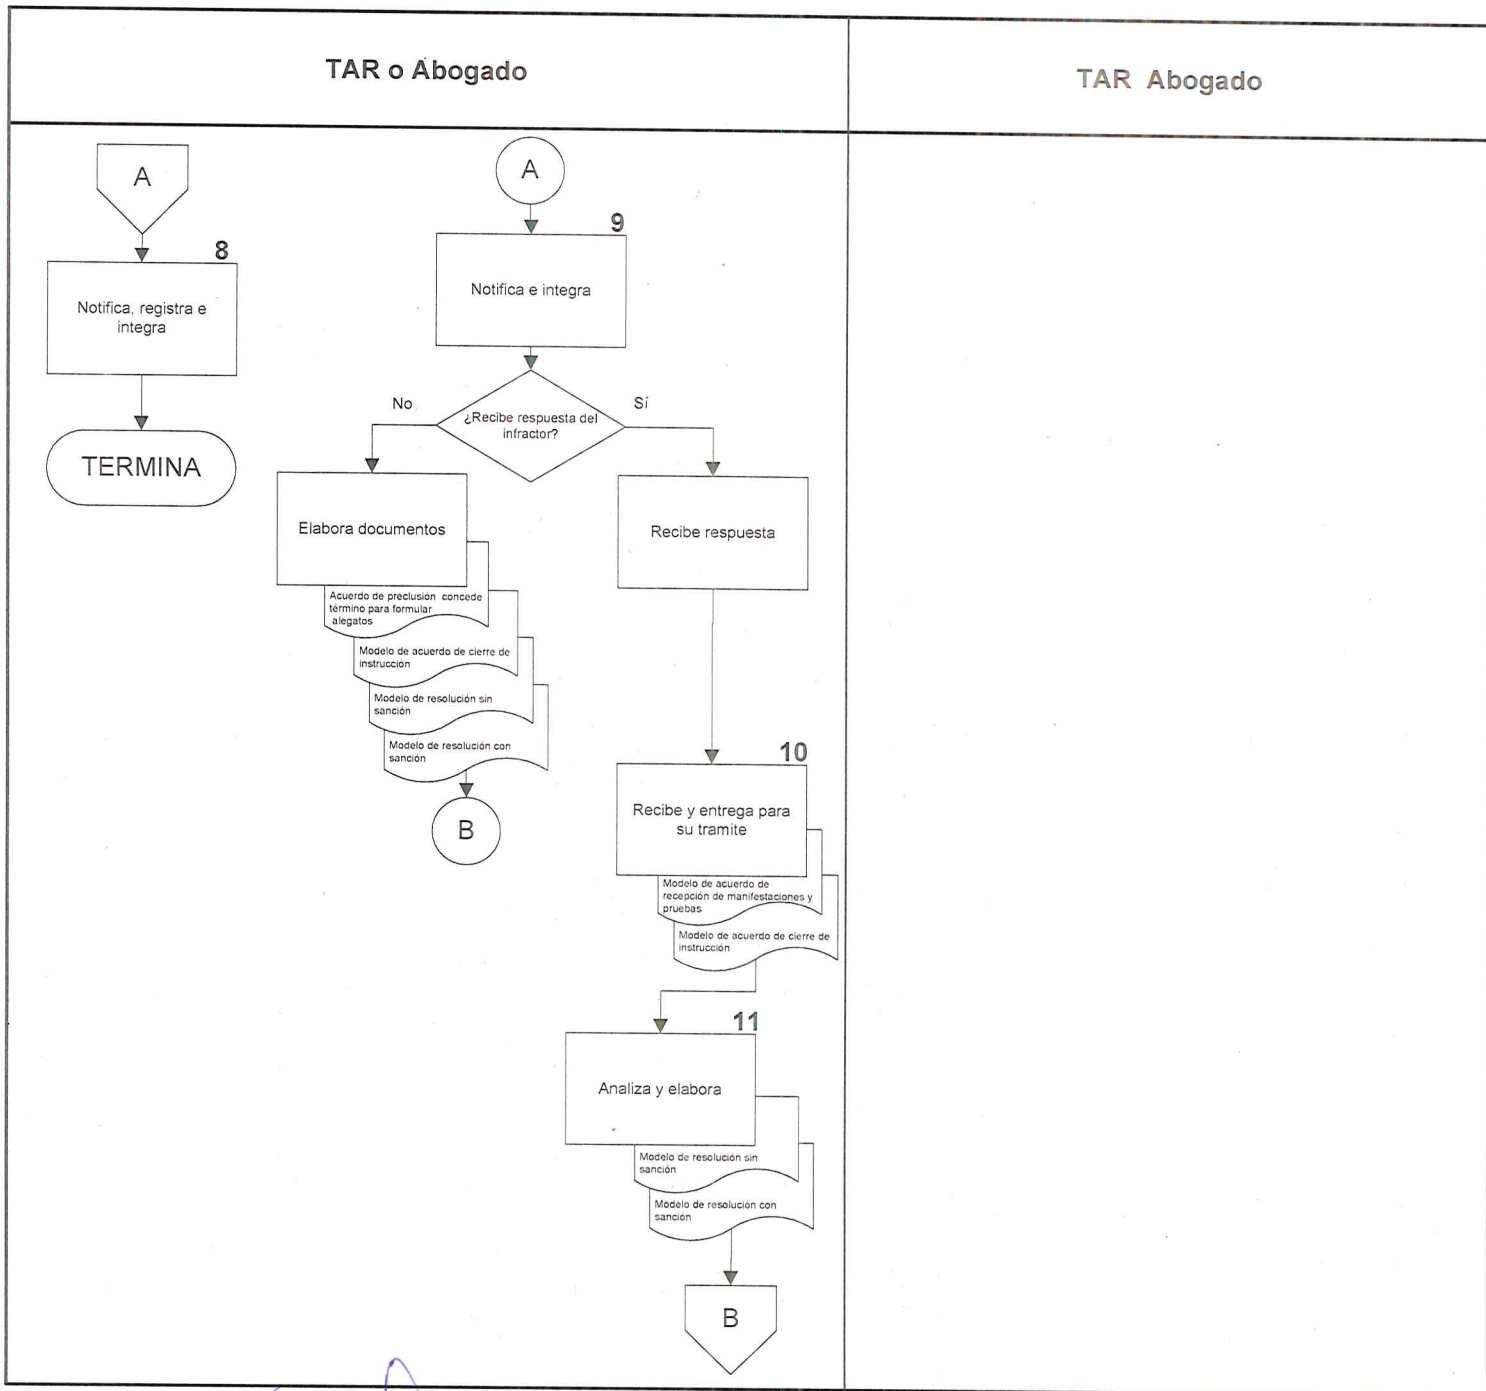 TAR o Abogado
TAR Abogado
A
8
Notifica, registra e
integra
TERMINA
A
9
Notifica e integra
¿Recibe respuesta del
infractor?
No
Sí
Elabora documentos
Acuerdo de preclusión concede
término para formular
alegatos
Modelo de acuerdo de cierre de
instrucción
Modelo de resolución sin
sanción
Modelo de resolución con
sanción
B
Recibe respuesta
10
Recibe y entrega para
su tramite
Modelo de acuerdo de
recepción de manifestaciones y
pruebas
Modelo de acuerdo de cierre de
instrucción
11
Analiza y elabora
Modelo de resolución sin
sanción
Modelo de resolución con
sanción
B